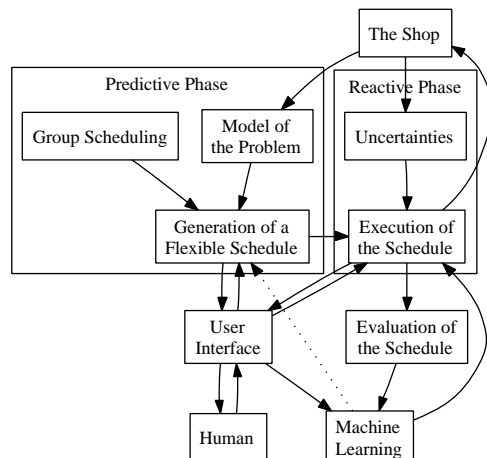 The Shop
Predictive Phase
Reactive Phase
Group Scheduling
Model of
the Problem
Uncertainties
Generation of a
Flexible Schedule
Execution of
the Schedule
User
Interface
Evaluation of
the Schedule
Human
Machine
Learning